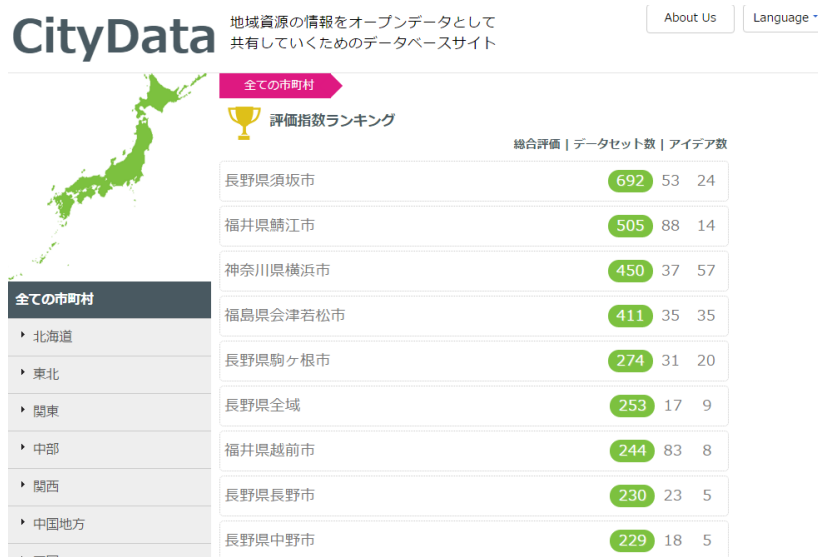 CityData
地域資源の情報をオープンデータとして
共有していくためのデータベースサイト
About Us
Language
全ての市町村
評価指数ランキング
総合評価 | データセット数 | アイデア数
長野県須坂市 692 53 24
福井県鯖江市 505 88 14
神奈川県横浜市 450 37 57
福島県会津若松市 411 35 35
長野県駒ヶ根市 274 31 20
長野県全域 253 17 9
福井県越前市 244 83 8
長野県長野市 230 23 5
長野県中野市 229 18 5
全ての市町村
北海道
東北
関東
中部
関西
中国地方